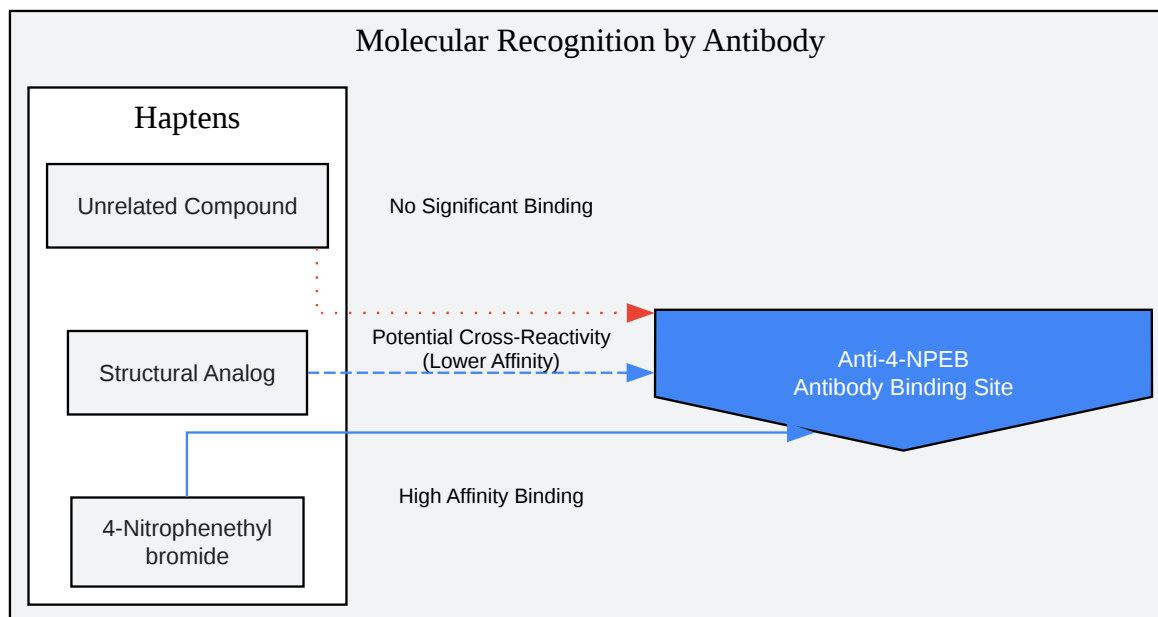 Molecular Recognition by Antibody
Haptens
Unrelated Compound
No Significant Binding
Structural Analog
Potential Cross-Reactivity
(Lower Affinity)
Anti-4-NPEB
Antibody Binding Site
4-Nitrophenethyl
bromide
High Affinity Binding